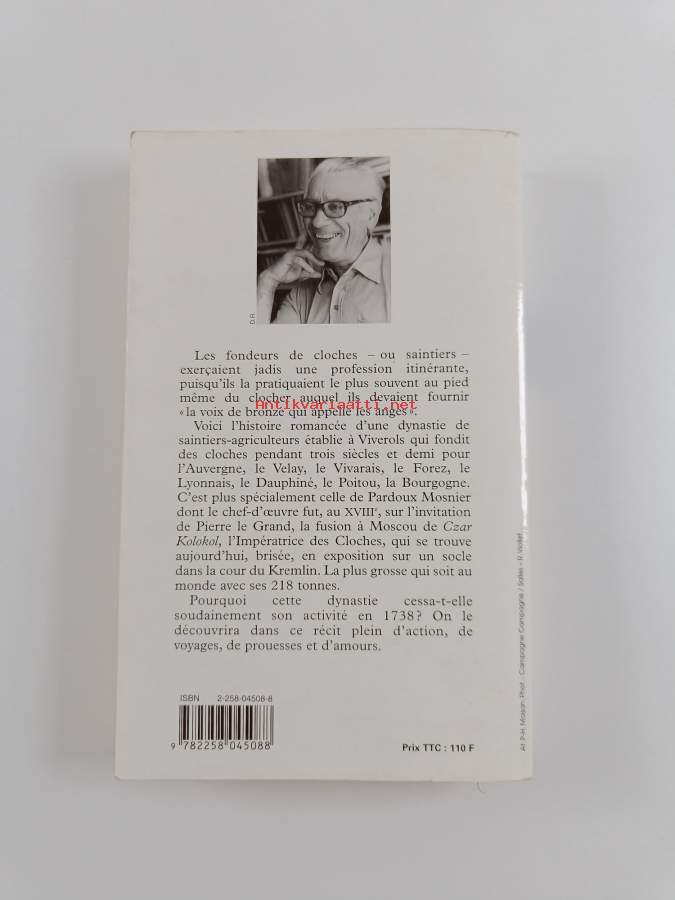 D.R.
Les fondeurs de cloches – ou saintiers –
exerçaient jadis une profession itinérante,
puisqu'ils la pratiquaient le plus souvent au pied
même du clocher auquel ils devaient fournir
Antikvariaatti.net
« la voix de bronze qui appelle les anges ».
Voici l'histoire romancée d'une dynastie de
saintiers-agriculteurs établie à Viverols qui fondit
des cloches pendant trois siècles et demi pour
l'Auvergne, le Velay, le Vivarais, le Forez, le
Lyonnais, le Dauphiné, le Poitou, la Bourgogne.
C'est plus spécialement celle de Pardoux Mosnier
dont le chef-d'œuvre fut, au XVIIIe, sur l'invitation
de Pierre le Grand, la fusion à Moscou de Czar
Kolokol, l'Impératrice des Cloches, qui se trouve
aujourd'hui, brisée, en exposition sur un socle
dans la cour du Kremlin. La plus grosse qui soit au
monde avec ses 218 tonnes.
Pourquoi cette dynastie cessa-t-elle
soudainement son activité en 1738 ? On le
découvrira dans ce récit plein d'action, de
voyages, de prouesses et d'amours.
ISBN 2-258-04508-8
9 782258 045088
Prix TTC : 110 F
At. P-H. Moisan. Phot. : Campagne Campagne / Salen - R. Viollet